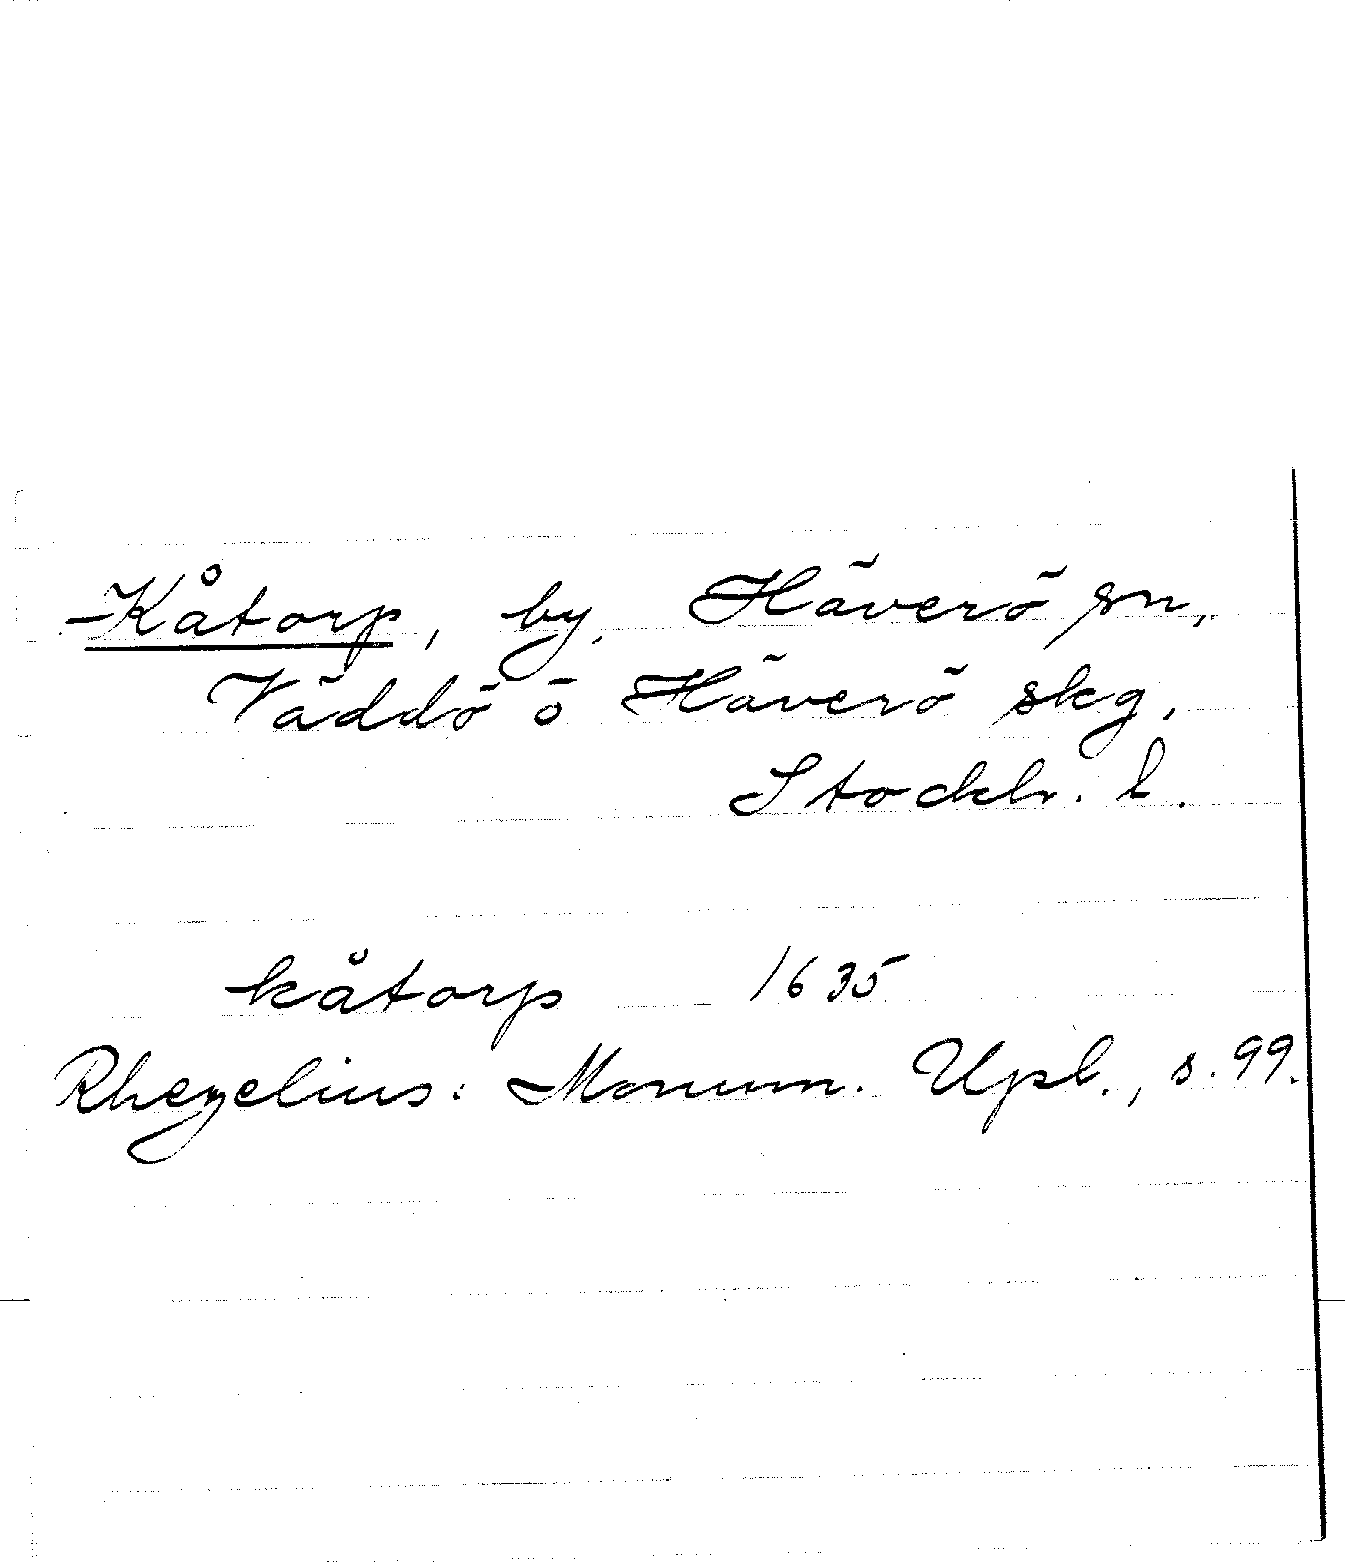 Kåtorp, by, Häverö sn,
Väddö o Häverö skg,
Stockh. l.
kåtorp 1635
Rhezelius: Monum. Upl., s. 99.